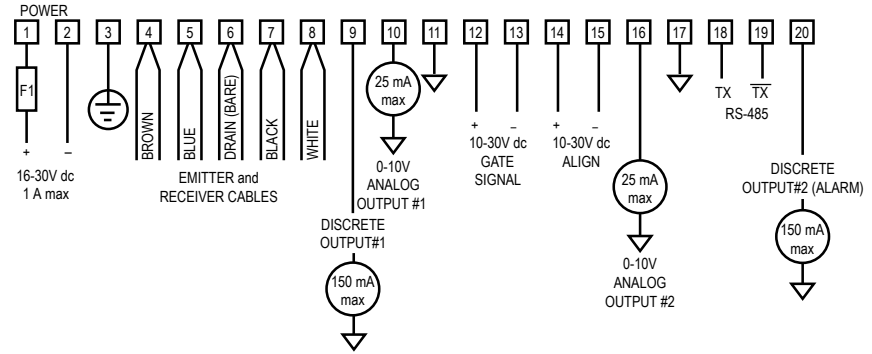 POWER
1 2 3 4 5 6 7 8 9 10 11 12 13 14 15 16 17 18 19 20
F1
+ –
16-30V dc
1 A max
BROWN
BLUE
DRAIN (BARE)
BLACK
WHITE
EMITTER and
RECEIVER CABLES
DISCRETE
OUTPUT#1
150 mA
max
25 mA
max
0-10V
ANALOG
OUTPUT #1
+ –
10-30V dc
GATE
SIGNAL
+ –
10-30V dc
ALIGN
25 mA
max
0-10V
ANALOG
OUTPUT #2
TX TX
RS-485
DISCRETE
OUTPUT#2 (ALARM)
150 mA
max